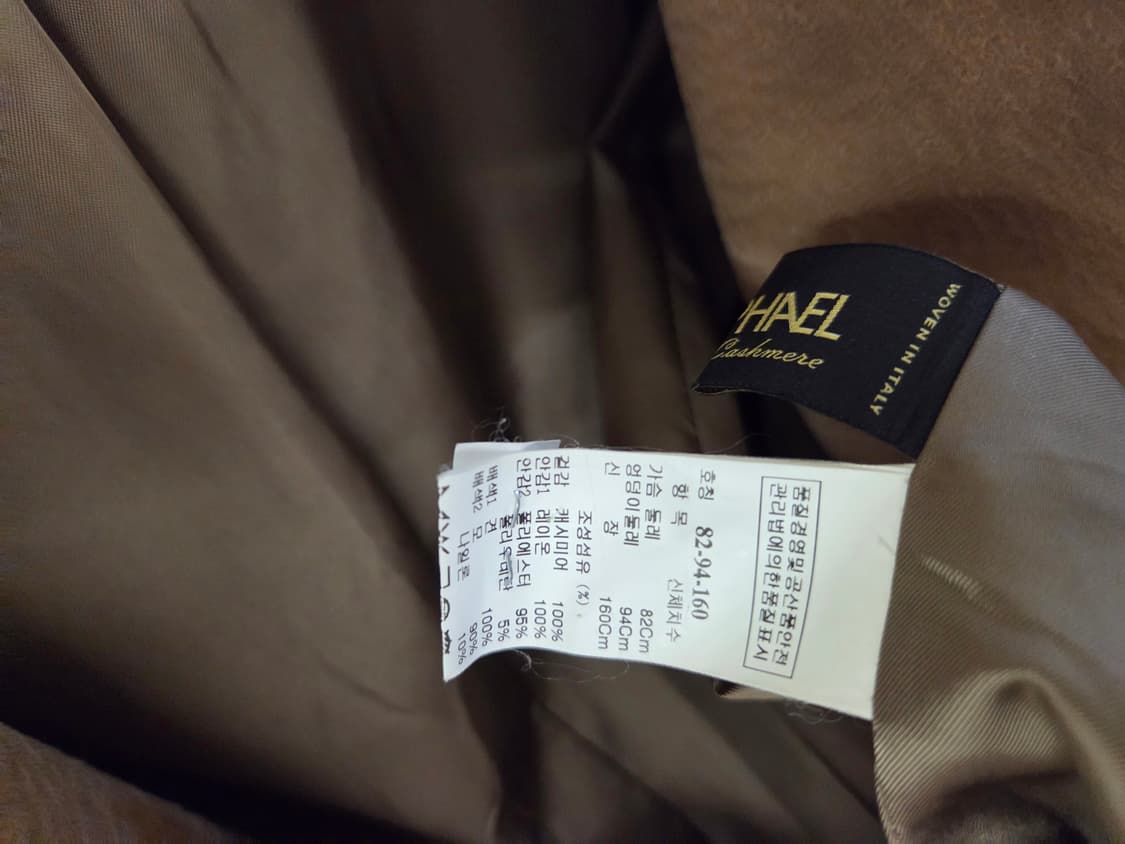 PHAEL
Cashmere
WOVEN IN ITALY
품질경영및 공산품안전
관리법에의한품질표시
호칭 82-94-160
항 목 신체치수
가슴 둘레 82Cm
엉덩이둘레 94Cm
신 장 160Cm
조성섬유 (%)
겉감 캐시미어 100%
안감1 레이온 100%
안감2 폴리에스터 95%
폴리우레탄 5%
배색1 견 100%
배색2 모 90%
나일론 10%